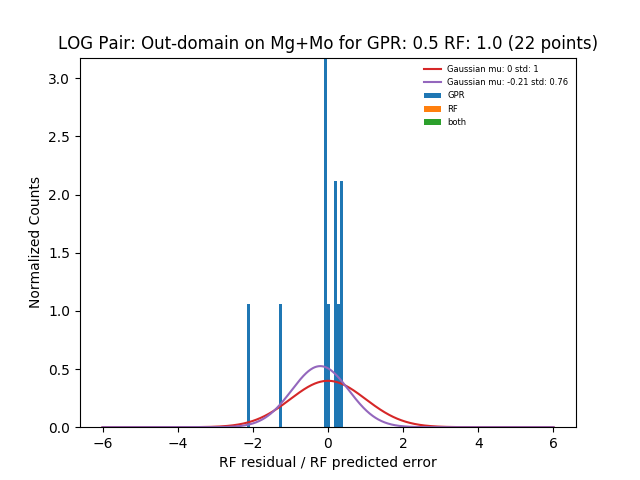 LOG Pair: Out-domain on Mg+Mo for GPR: 0.5 RF: 1.0 (22 points)
Gaussian mu: 0 std: 1
Gaussian mu: -0.21 std: 0.76
GPR
RF
both
3.0
2.5
2.0
1.5
1.0
0.5
0.0
Normalized Counts
−6 −4 −2 0 2 4 6
RF residual / RF predicted error